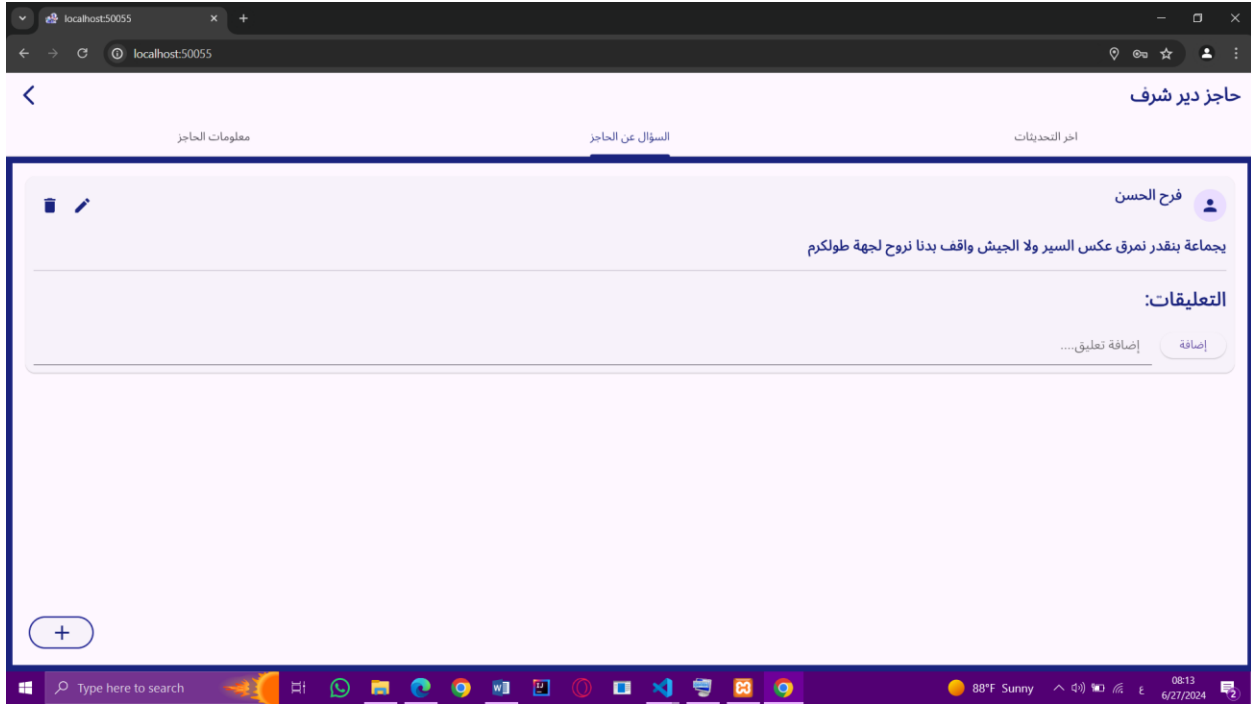 localhost:50055
localhost:50055
حاجز دير شرف
اخر التحديثات
السؤال عن الحاجز
معلومات الحاجز
فرح الحسن
يجماعة بنقدر نمرق عكس السير ولا الجيش واقف بدنا نروح لجهة طولكرم
التعليقات:
إضافة
إضافة تعليق....
Type here to search
88°F Sunny
ع
08:13
6/27/2024
2